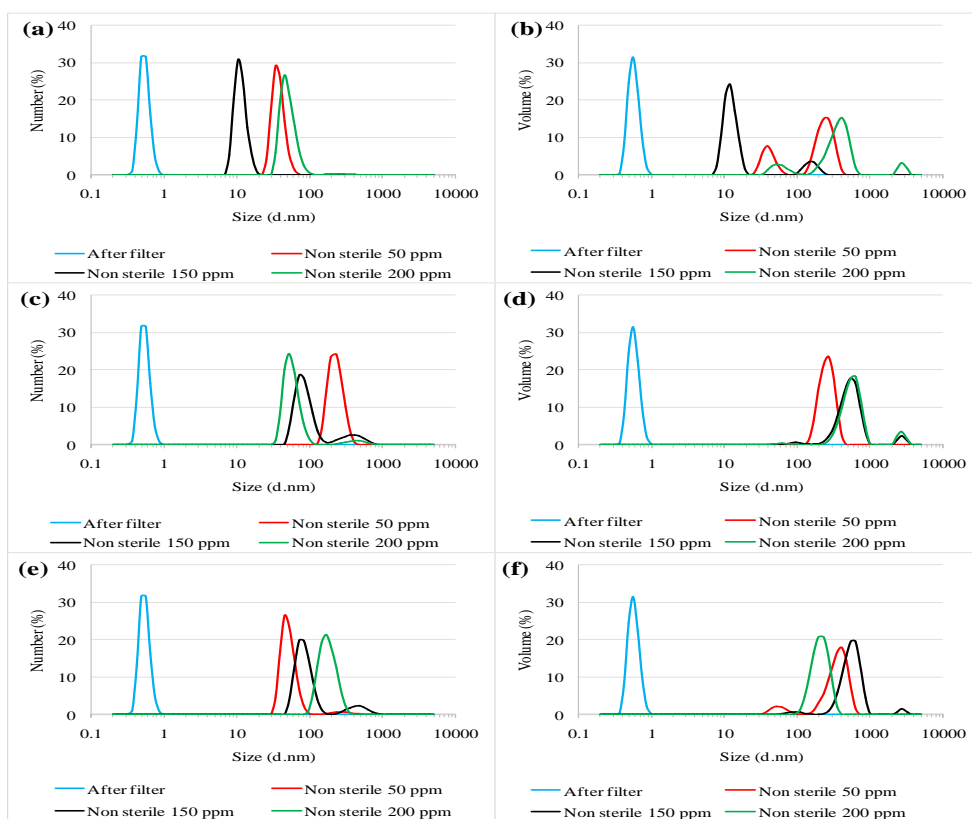 (a)
Number (%)
40
30
20
10
0
0.1 1 10 100 1000 10000
Size (d.nm)
After filter Non sterile 50 ppm
Non sterile 150 ppm Non sterile 200 ppm
(b)
Volume (%)
40
30
20
10
0
0.1 1 10 100 1000 10000
Size (d.nm)
After filter Non sterile 50 ppm
Non sterile 150 ppm Non sterile 200 ppm
(c)
Number (%)
40
30
20
10
0
0.1 1 10 100 1000 10000
Size (d.nm)
After filter Non sterile 50 ppm
Non sterile 150 ppm Non sterile 200 ppm
(d)
Volume (%)
40
30
20
10
0
0.1 1 10 100 1000 10000
Size (d.nm)
After filter Non sterile 50 ppm
Non sterile 150 ppm Non sterile 200 ppm
(e)
Number (%)
40
30
20
10
0
0.1 1 10 100 1000 10000
Size (d.nm)
After filter Non sterile 50 ppm
Non sterile 150 ppm Non sterile 200 ppm
(f)
Volume (%)
40
30
20
10
0
0.1 1 10 100 1000 10000
Size (d.nm)
After filter Non sterile 50 ppm
Non sterile 150 ppm Non sterile 200 ppm